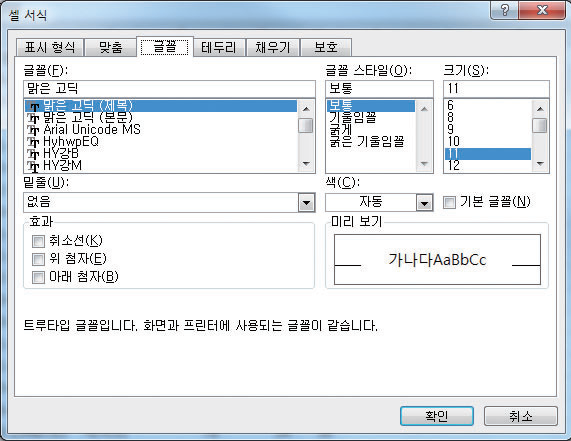 셀 서식
표시 형식 맞춤 글꼴 테두리 채우기 보호
글꼴(F): 글꼴 스타일(O): 크기(S):
맑은 고딕 보통 11
맑은 고딕 (제목) 보통 6
맑은 고딕 (본문) 기울임꼴 8
Arial Unicode MS 굵게 9
HyhwpEQ 굵은 기울임꼴 10
HY강B 11
HY강M 12
밑줄(U): 색(C):
없음 자동 기본 글꼴(N)
효과 미리 보기
취소선(K)
위 첨자(E) 가나다AaBbCc
아래 첨자(B)
트루타입 글꼴입니다. 화면과 프린터에 사용되는 글꼴이 같습니다.
확인 취소